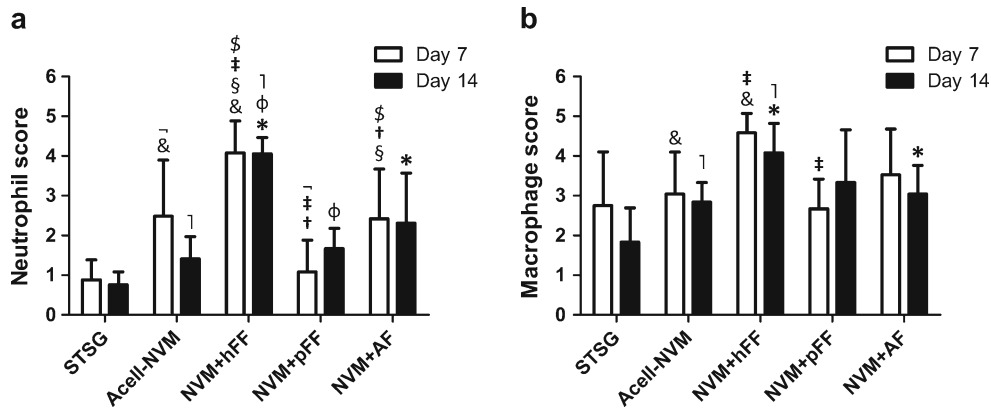 a
Neutrophil score
6
5
4
3
2
1
0
Day 7
Day 14
¬
&
˥
$
‡
§
&
˥
ϕ
*
¬
‡
†
ϕ
$
†
§
*
STSG
Acell-NVM
NVM+hFF
NVM+pFF
NVM+AF
b
Macrophage score
6
5
4
3
2
1
0
Day 7
Day 14
&
˥
‡
&
˥
*
‡
*
STSG
Acell-NVM
NVM+hFF
NVM+pFF
NVM+AF